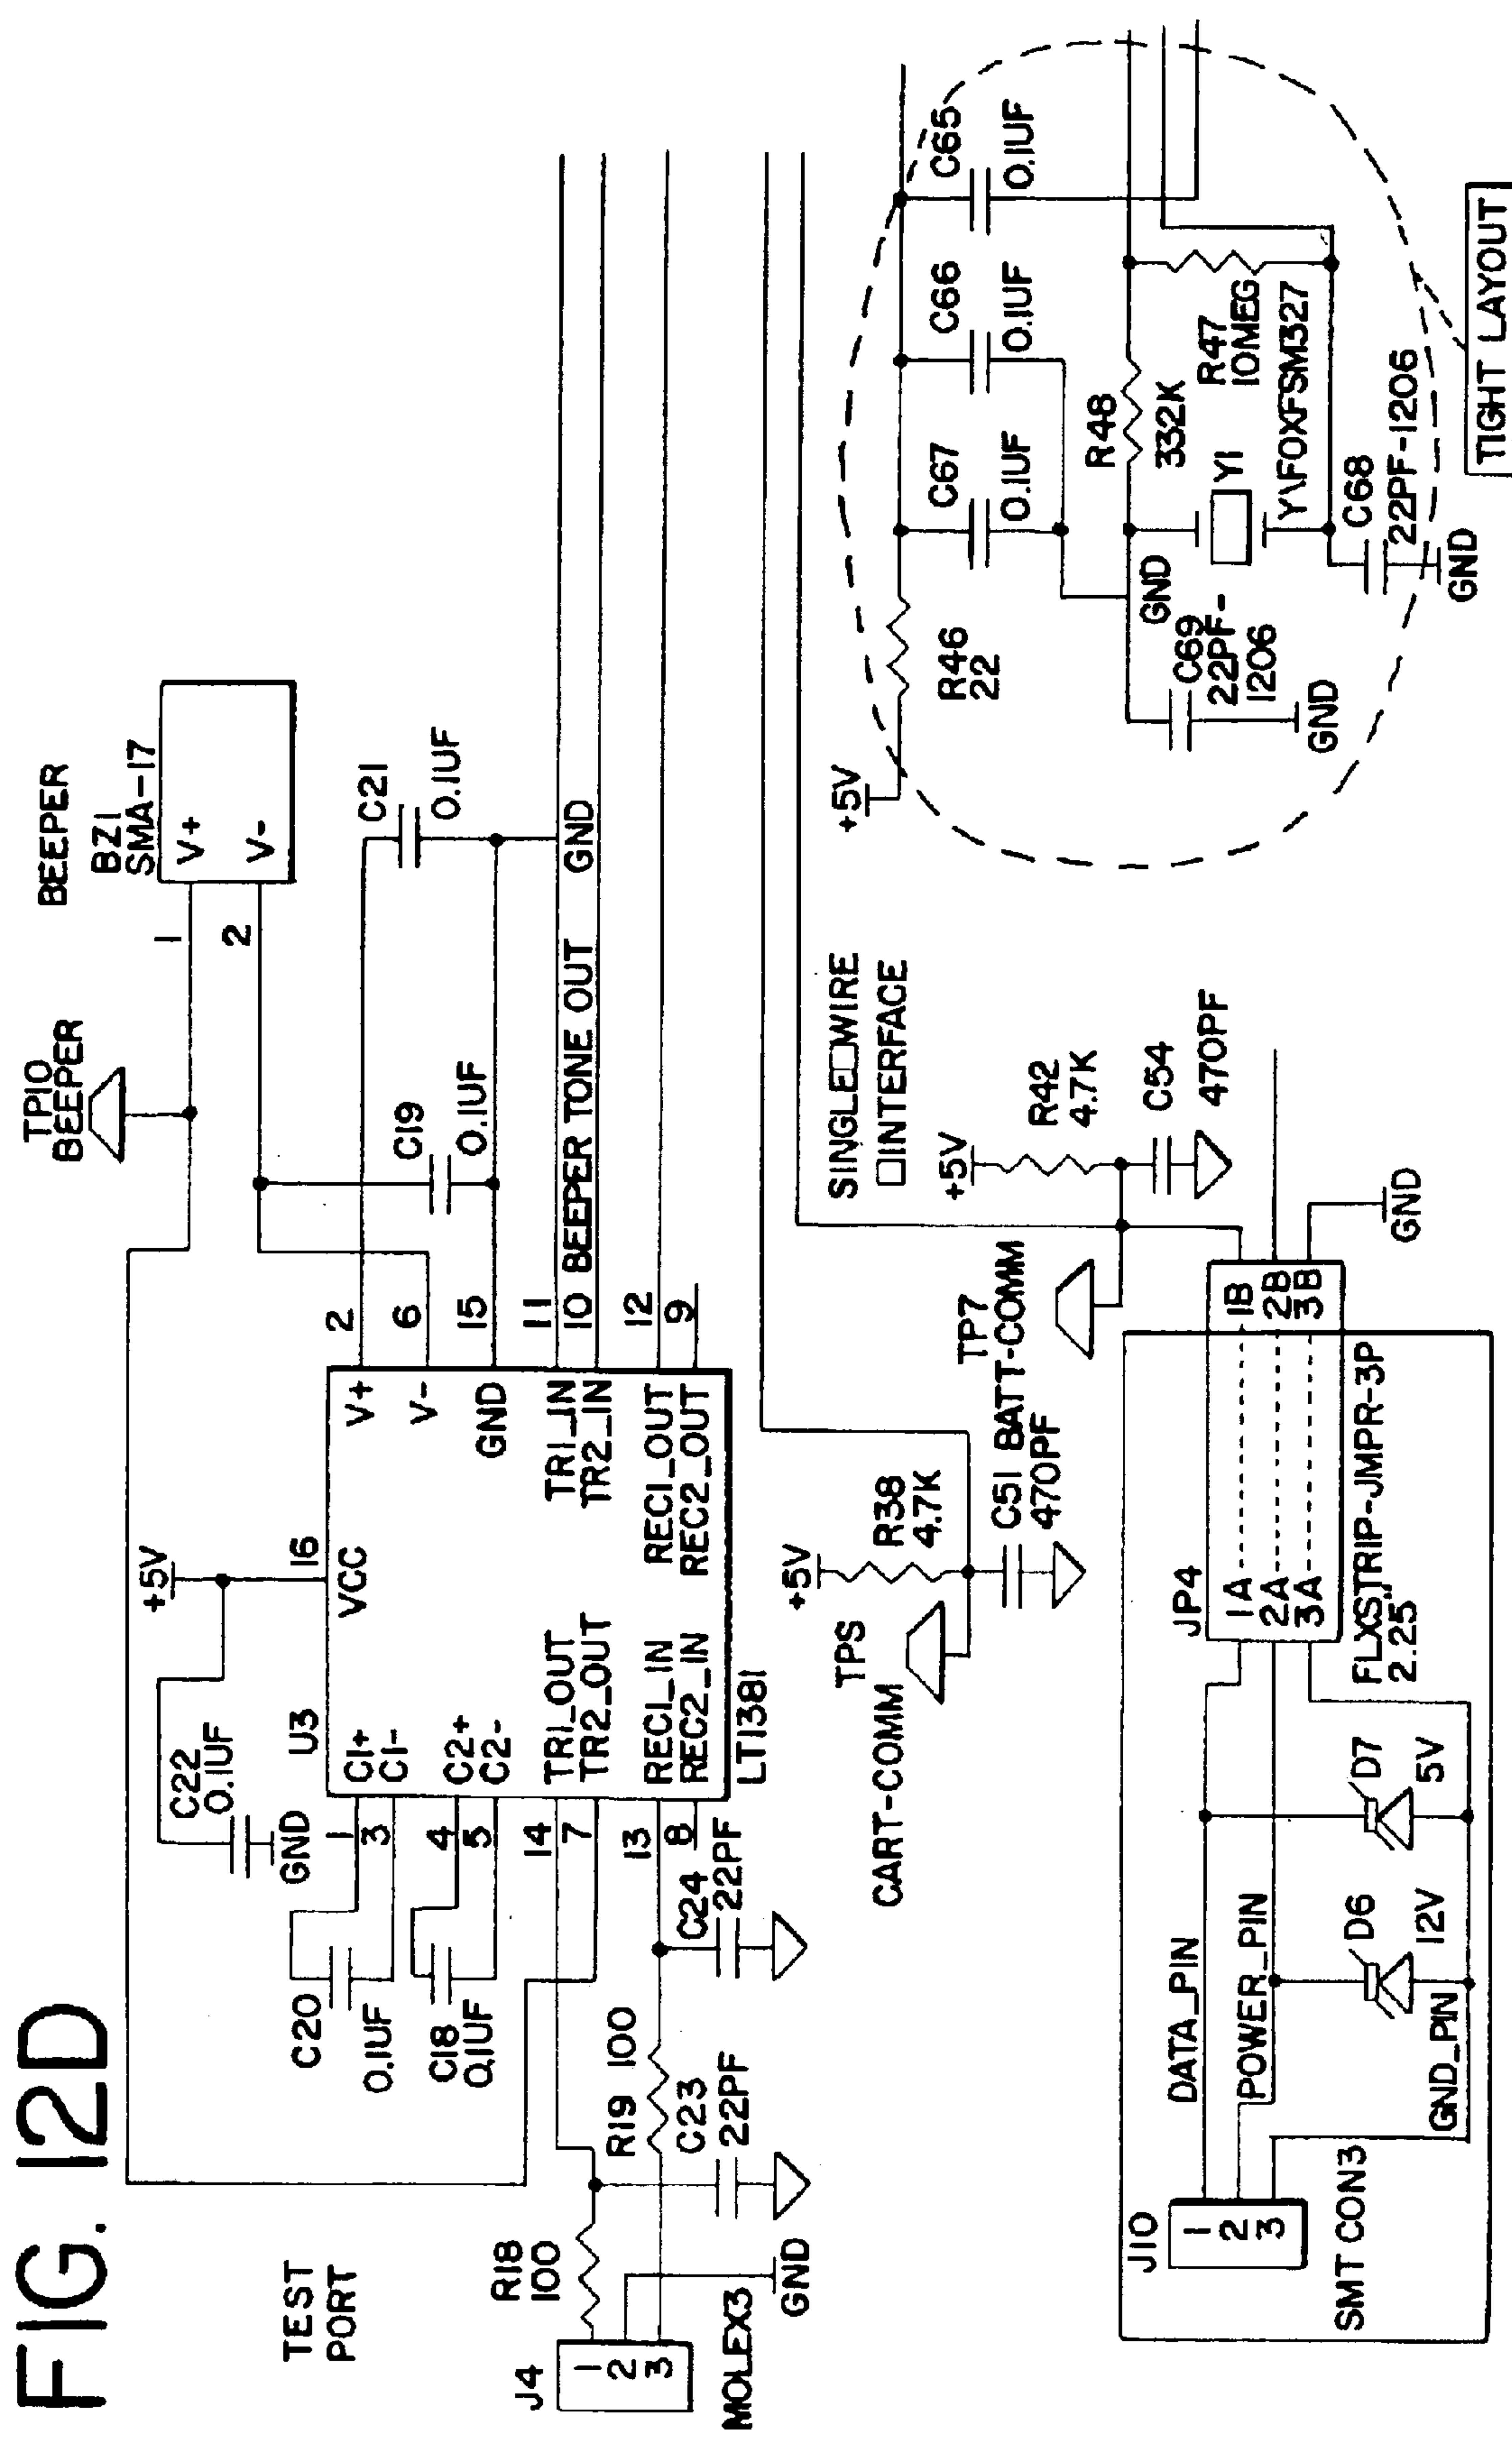 FIG. 12D
TEST
PORT
TP10
BEEPER
BEEPER
BZ1
SMA-17
V+
V-
1
2
+5V
C22
0.1UF
GND
16
U3
VCC
C1+
C1-
C2+
C2-
TR1_OUT
TR2_OUT
REC1_IN
REC2_IN
V+
V-
GND
TR1_IN
TR2_IN
REC1_OUT
REC2_OUT
LT1381
1
3
4
5
14
7
13
8
2
6
15
11
10
12
9
BEEPER TONE OUT
GND
C20
0.1UF
C18
0.1UF
C19
0.1UF
C21
0.1UF
R18
100
R19 100
C23
22PF
C24
22PF
J4
1
2
3
MOLEX3
GND
+5V
R38
4.7K
TPS
CART-COMM
C51
470PF
TP7
BATT-COMM
SINGLE□WIRE
□INTERFACE
+5V
R42
4.7K
C54
470PF
J10
1
2
3
SMT CON3
DATA_PIN
POWER_PIN
GND_PIN
D6
12V
D7
5V
JP4
1A 1B
2A 2B
3A 3B
FLXSTRIP-JMPR-3P
2.25"
GND
+5V
R46
22
C67
0.1UF
C66
0.1UF
C65
0.1UF
R48
332K
R47
10MEG
GND
C69
22PF-
1206
GND
Y1
Y\FOXFSM327
C68
22PF-1206
GND
TIGHT LAYOUT